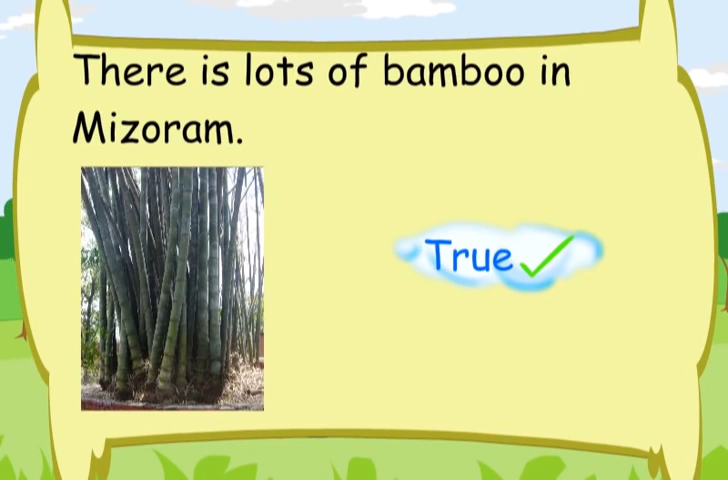 There is lots of bamboo in
Mizoram.
True